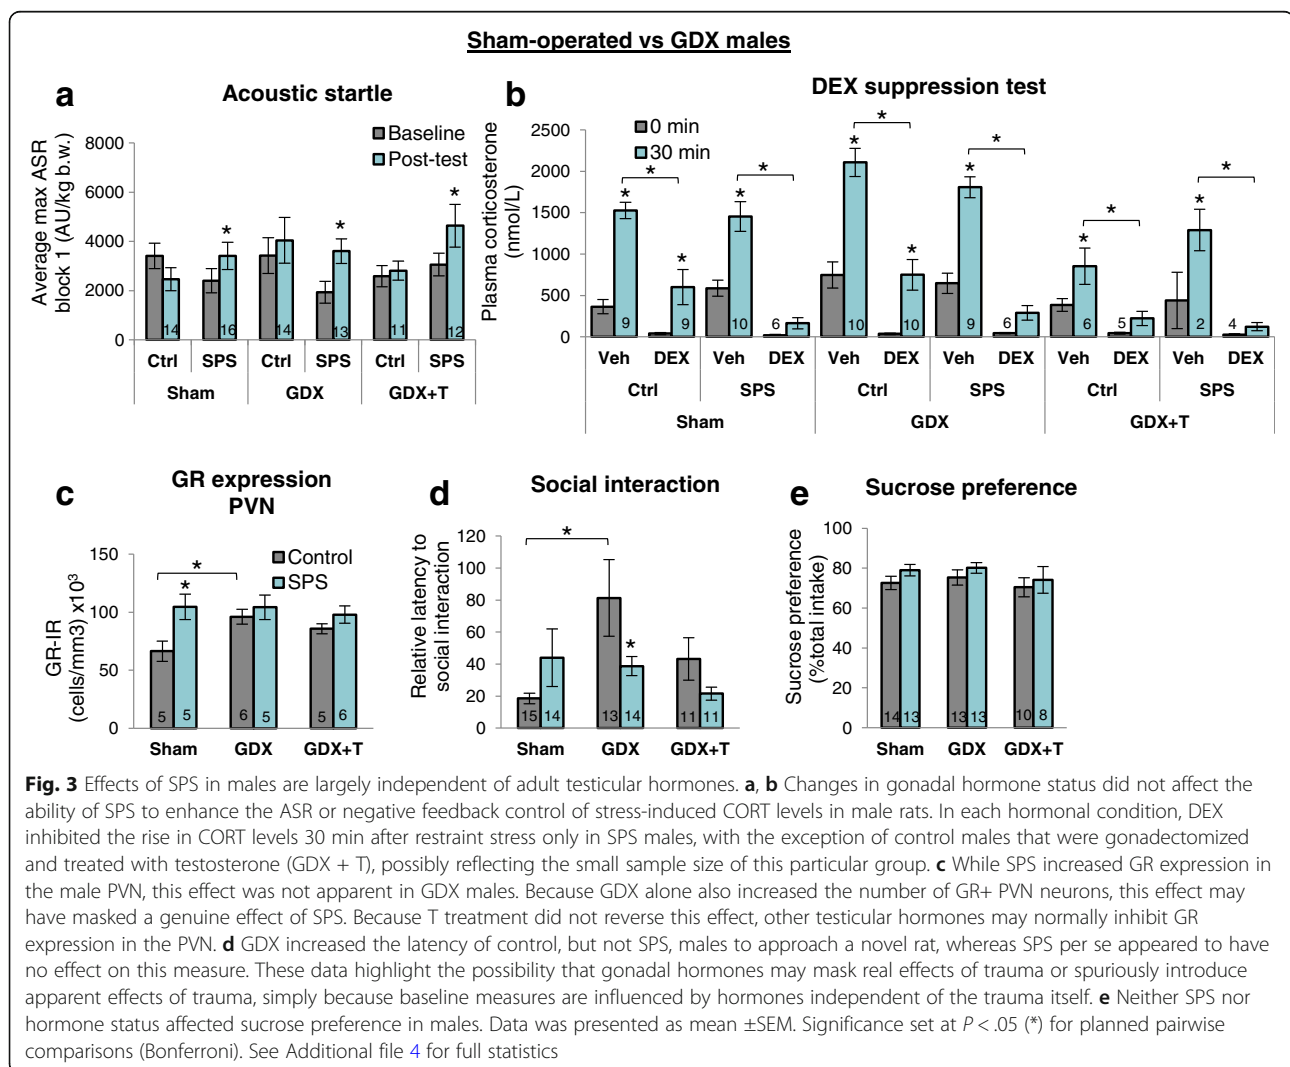 Sham-operated vs GDX males
a
Acoustic startle
Average max ASR
block 1 (AU/kg b.w.)
8000
6000
4000
2000
0
Baseline
Post-test
*
*
*
14
16
14
13
11
12
Ctrl SPS Ctrl SPS Ctrl SPS
Sham GDX GDX+T
b
DEX suppression test
Plasma corticosterone
(nmol/L)
2500
2000
1500
1000
500
0
0 min
30 min
* * * * * *
* * * * * * *
*
9 9 10 6 10 10 9 6 6 5 2 4
Veh DEX Veh DEX Veh DEX Veh DEX Veh DEX Veh DEX
Ctrl SPS Ctrl SPS Ctrl SPS
Sham GDX GDX+T
c
GR expression
PVN
GR-IR
(cells/mm3) x10³
150
100
50
0
Control
SPS
*
*
5 5 6 5 5 6
Sham GDX GDX+T
d
Social interaction
Relative latency to
social interaction
120
100
80
60
40
20
0
*
*
15 14 13 14 11 11
Sham GDX GDX+T
e
Sucrose preference
Sucrose preference
(%total intake)
100
80
60
40
20
0
14 13 13 13 10 8
Sham GDX GDX+T
Fig. 3 Effects of SPS in males are largely independent of adult testicular hormones. a, b Changes in gonadal hormone status did not affect the
ability of SPS to enhance the ASR or negative feedback control of stress-induced CORT levels in male rats. In each hormonal condition, DEX
inhibited the rise in CORT levels 30 min after restraint stress only in SPS males, with the exception of control males that were gonadectomized
and treated with testosterone (GDX + T), possibly reflecting the small sample size of this particular group. c While SPS increased GR expression in
the male PVN, this effect was not apparent in GDX males. Because GDX alone also increased the number of GR+ PVN neurons, this effect may
have masked a genuine effect of SPS. Because T treatment did not reverse this effect, other testicular hormones may normally inhibit GR
expression in the PVN. d GDX increased the latency of control, but not SPS, males to approach a novel rat, whereas SPS per se appeared to have
no effect on this measure. These data highlight the possibility that gonadal hormones may mask real effects of trauma or spuriously introduce
apparent effects of trauma, simply because baseline measures are influenced by hormones independent of the trauma itself. e Neither SPS nor
hormone status affected sucrose preference in males. Data was presented as mean ±SEM. Significance set at P < .05 (*) for planned pairwise
comparisons (Bonferroni). See Additional file 4 for full statistics